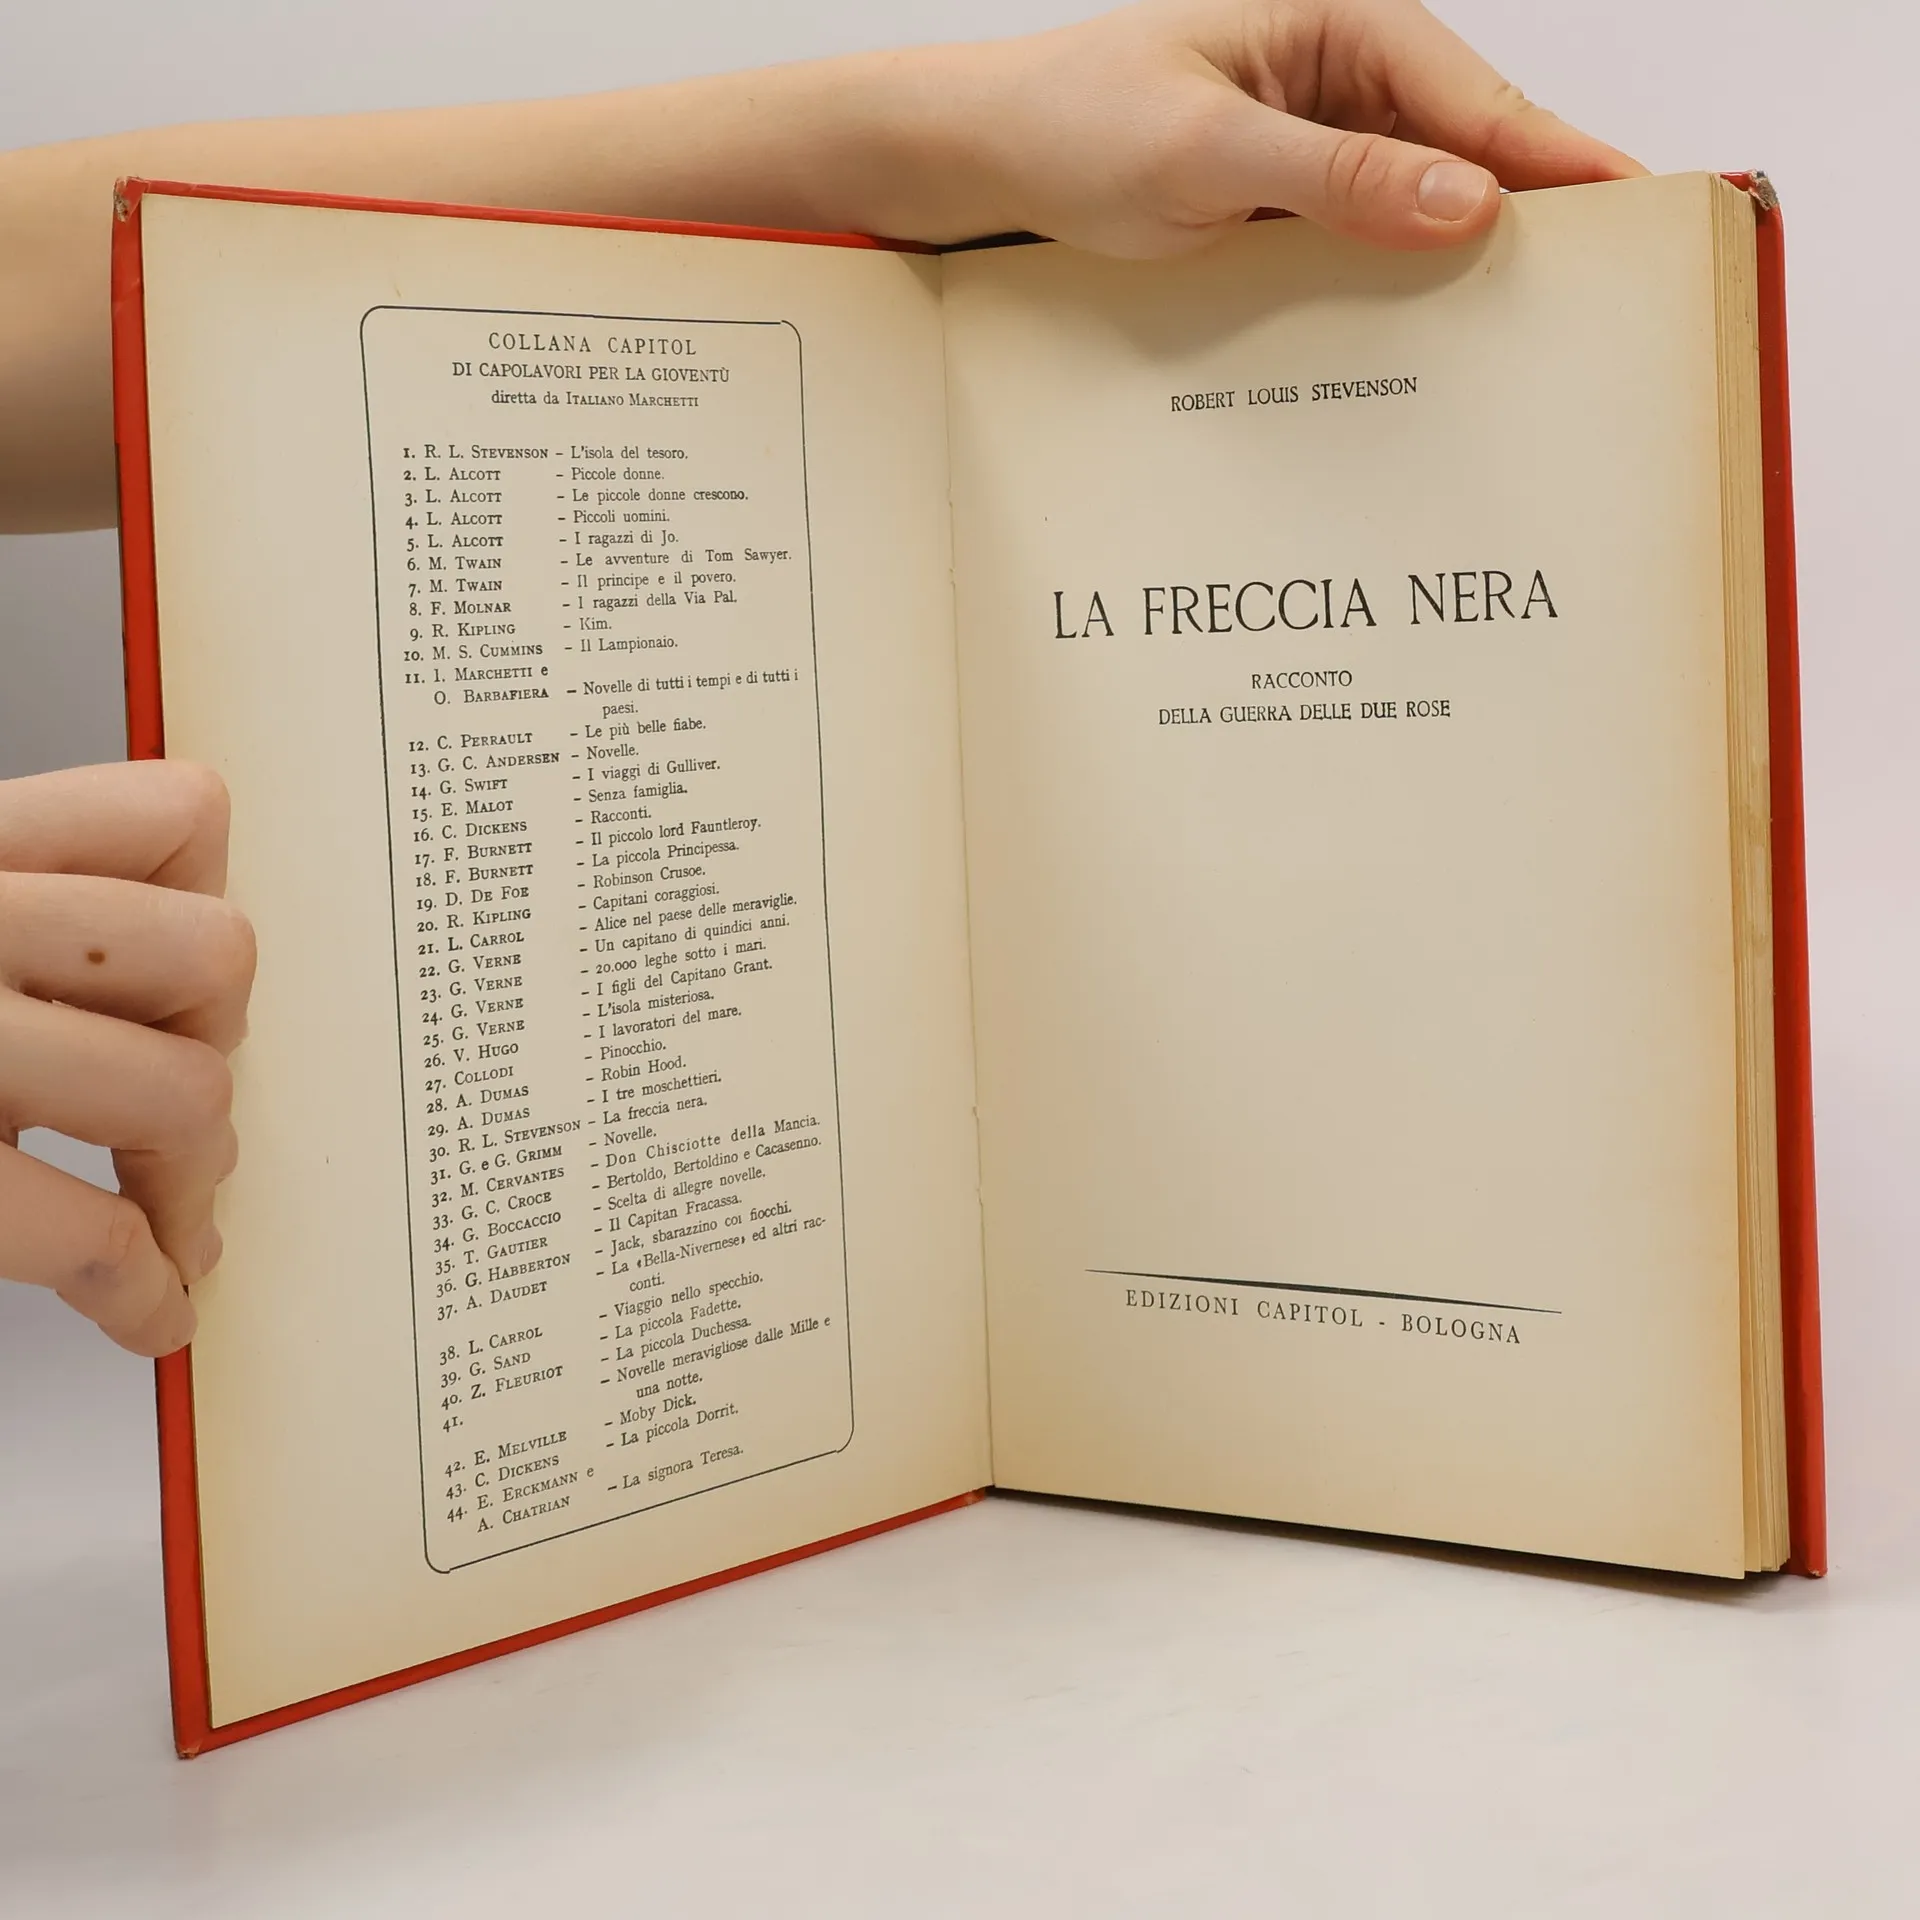 COLLANA CAPITOL
DI CAPOLAVORI PER LA GIOVENTÙ
diretta da ITALIANO MARCHETTI
1. R. L. STEVENSON – L'isola del tesoro.
2. L. ALCOTT – Piccole donne.
3. L. ALCOTT – Le piccole donne crescono.
4. L. ALCOTT – Piccoli uomini.
5. L. ALCOTT – I ragazzi di Jo.
6. M. TWAIN – Le avventure di Tom Sawyer.
7. M. TWAIN – Il principe e il povero.
8. F. MOLNAR – I ragazzi della Via Pal.
9. R. KIPLING – Kim.
10. M. S. CUMMINS – Il Lampionaio.
11. I. MARCHETTI e
O. BARBAFIERA – Novelle di tutti i tempi e di tutti i
paesi.
12. C. PERRAULT – Le più belle fiabe.
13. G. C. ANDERSEN – Novelle.
14. G. SWIFT – I viaggi di Gulliver.
15. E. MALOT – Senza famiglia.
16. C. DICKENS – Racconti.
17. F. BURNETT – Il piccolo lord Fauntleroy.
18. F. BURNETT – La piccola Principessa.
19. D. DE FOE – Robinson Crusoe.
20. R. KIPLING – Capitani coraggiosi.
21. L. CARROL – Alice nel paese delle meraviglie.
22. G. VERNE – Un capitano di quindici anni.
23. G. VERNE – 20.000 leghe sotto i mari.
24. G. VERNE – I figli del Capitano Grant.
25. G. VERNE – L'isola misteriosa.
26. V. HUGO – I lavoratori del mare.
27. COLLODI – Pinocchio.
28. A. DUMAS – Robin Hood.
29. A. DUMAS – I tre moschettieri.
30. R. L. STEVENSON – La freccia nera.
31. G. e G. GRIMM – Novelle.
32. M. CERVANTES – Don Chisciotte della Mancia.
33. G. C. CROCE – Bertoldo, Bertoldino e Cacasenno.
34. G. BOCCACCIO – Scelta di allegre novelle.
35. T. GAUTIER – Il Capitan Fracassa.
36. G. HABBERTON – Jack, sbarazzino coi fiocchi.
37. A. DAUDET – La «Bella-Nivernese» ed altri rac-
conti.
38. L. CARROL – Viaggio nello specchio.
39. G. SAND – La piccola Fadette.
40. Z. FLEURIOT – La piccola Duchessa.
41. – Novelle meravigliose dalle Mille e
una notte.
42. E. MELVILLE – Moby Dick.
43. C. DICKENS – La piccola Dorrit.
44. E. ERCKMANN e
A. CHATRIAN – La signora Teresa.
ROBERT LOUIS STEVENSON
LA FRECCIA NERA
RACCONTO
DELLA GUERRA DELLE DUE ROSE
EDIZIONI CAPITOL - BOLOGNA